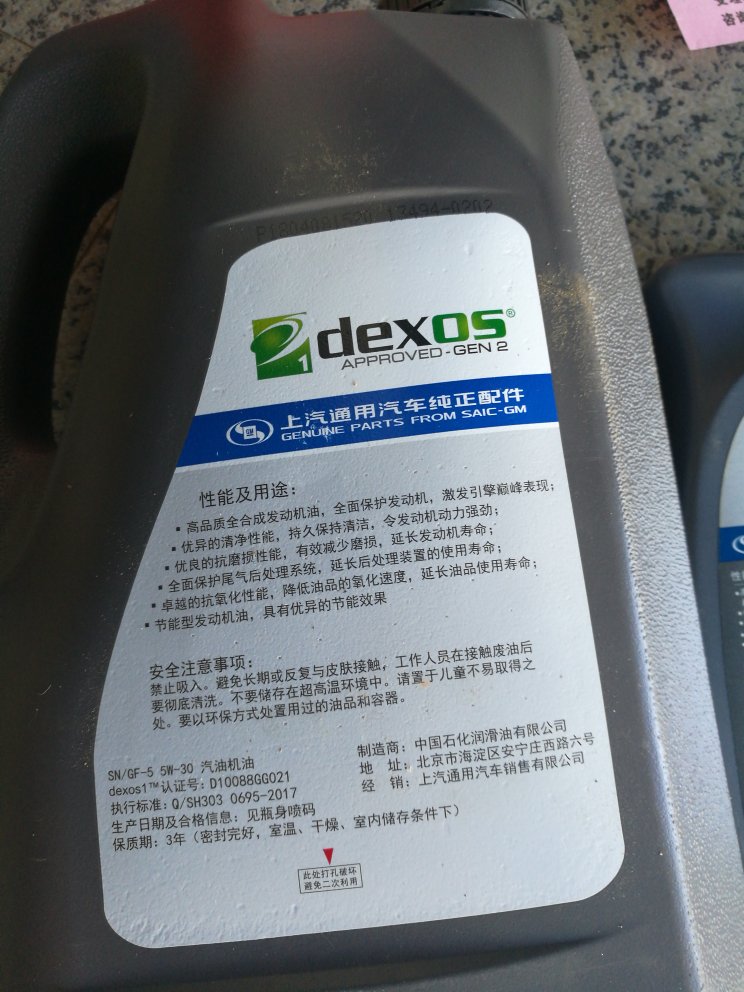 1 dexos®
APPROVED-GEN 2
GM 上汽通用汽车纯正配件
GENUINE PARTS FROM SAIC-GM
性能及用途：
▪ 高品质全合成发动机油，全面保护发动机，激发引擎巅峰表现；
▪ 优异的清净性能，持久保持清洁，令发动机动力强劲；
▪ 优良的抗磨损性能，有效减少磨损，延长发动机寿命；
▪ 全面保护尾气后处理系统，延长后处理装置的使用寿命；
▪ 卓越的抗氧化性能，降低油品的氧化速度，延长油品使用寿命；
▪ 节能型发动机油，具有优异的节能效果
安全注意事项：
禁止吸入。避免长期或反复与皮肤接触，工作人员在接触废油后
要彻底清洗。不要储存在超高温环境中。请置于儿童不易取得之
处。要以环保方式处置用过的油品和容器。
SN/GF-5 5W-30 汽油机油
dexos1™认证号：D10088GG021
执行标准：Q/SH303 0695-2017
生产日期及合格信息：见瓶身喷码
保质期：3年（密封完好，室温、干燥、室内储存条件下）
制造商：中国石化润滑油有限公司
地 址：北京市海淀区安宁庄西路六号
经 销：上汽通用汽车销售有限公司
此处打孔破坏
避免二次利用